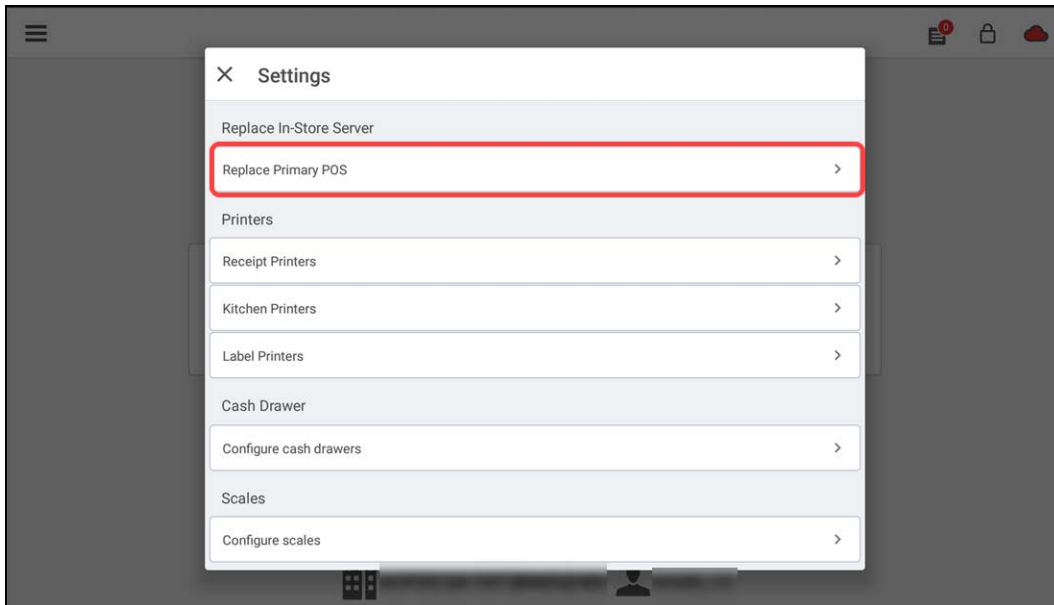 0
Settings
Replace In-Store Server
Replace Primary POS
Printers
Receipt Printers
Kitchen Printers
Label Printers
Cash Drawer
Configure cash drawers
Scales
Configure scales